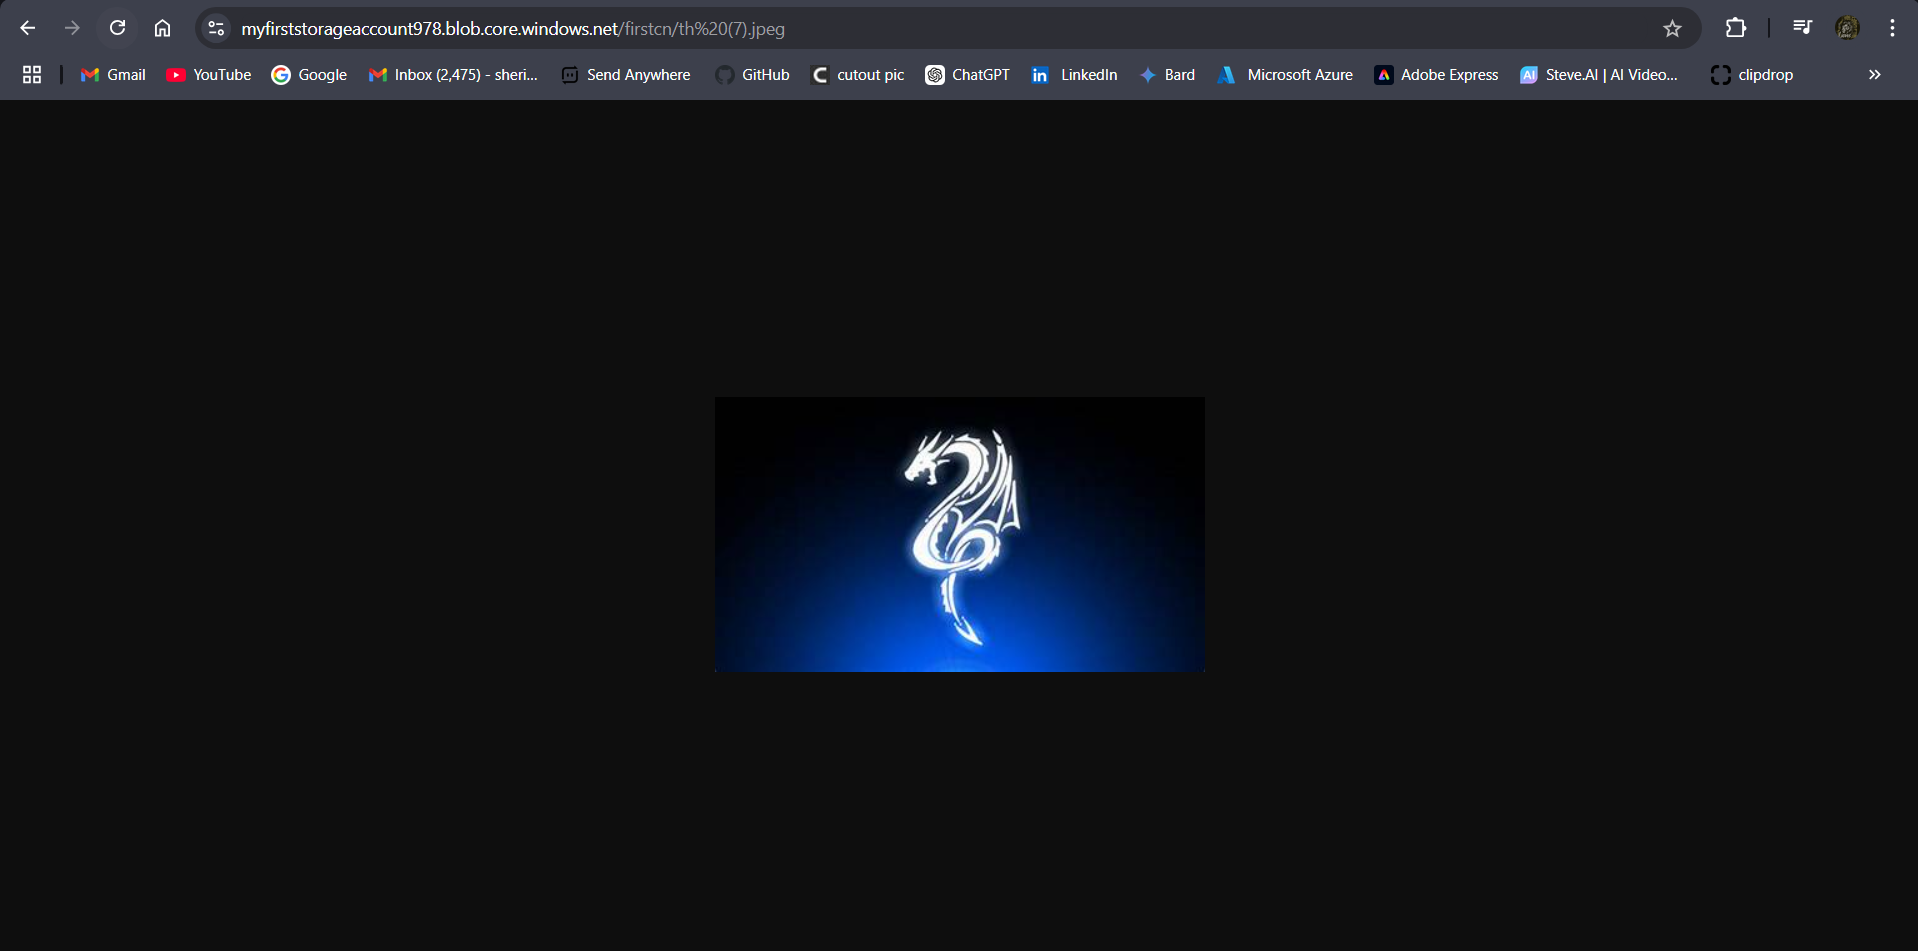 myfirststorageaccount978.blob.core.windows.net/firstcn/th%20(7).jpeg
Gmail YouTube Google Inbox (2,475) - sheri... Send Anywhere GitHub cutout pic ChatGPT LinkedIn Bard Microsoft Azure Adobe Express Steve.AI | AI Video... clipdrop